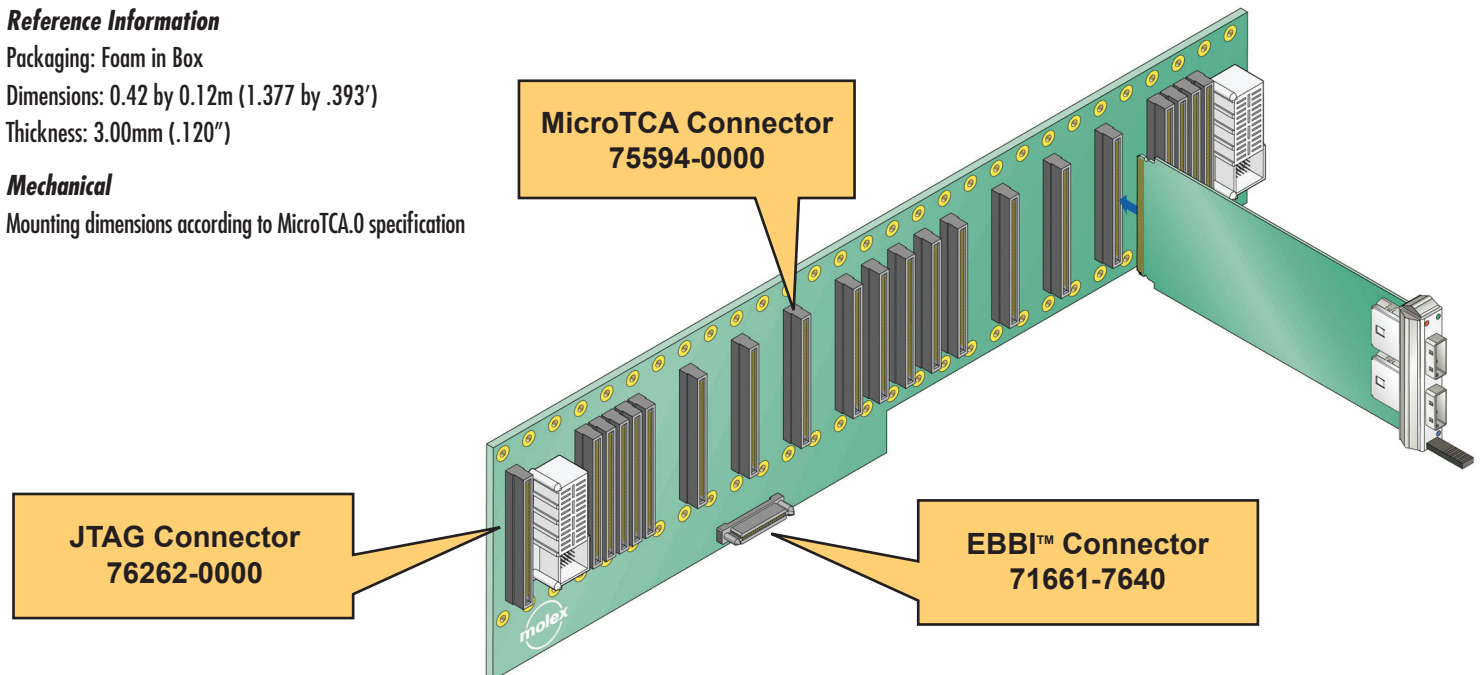 Reference Information
Packaging: Foam in Box
Dimensions: 0.42 by 0.12m (1.377 by .393’)
Thickness: 3.00mm (.120”)
Mechanical
Mounting dimensions according to MicroTCA.0 specification
MicroTCA Connector
75594-0000
JTAG Connector
76262-0000
EBBI™ Connector
71661-7640
molex